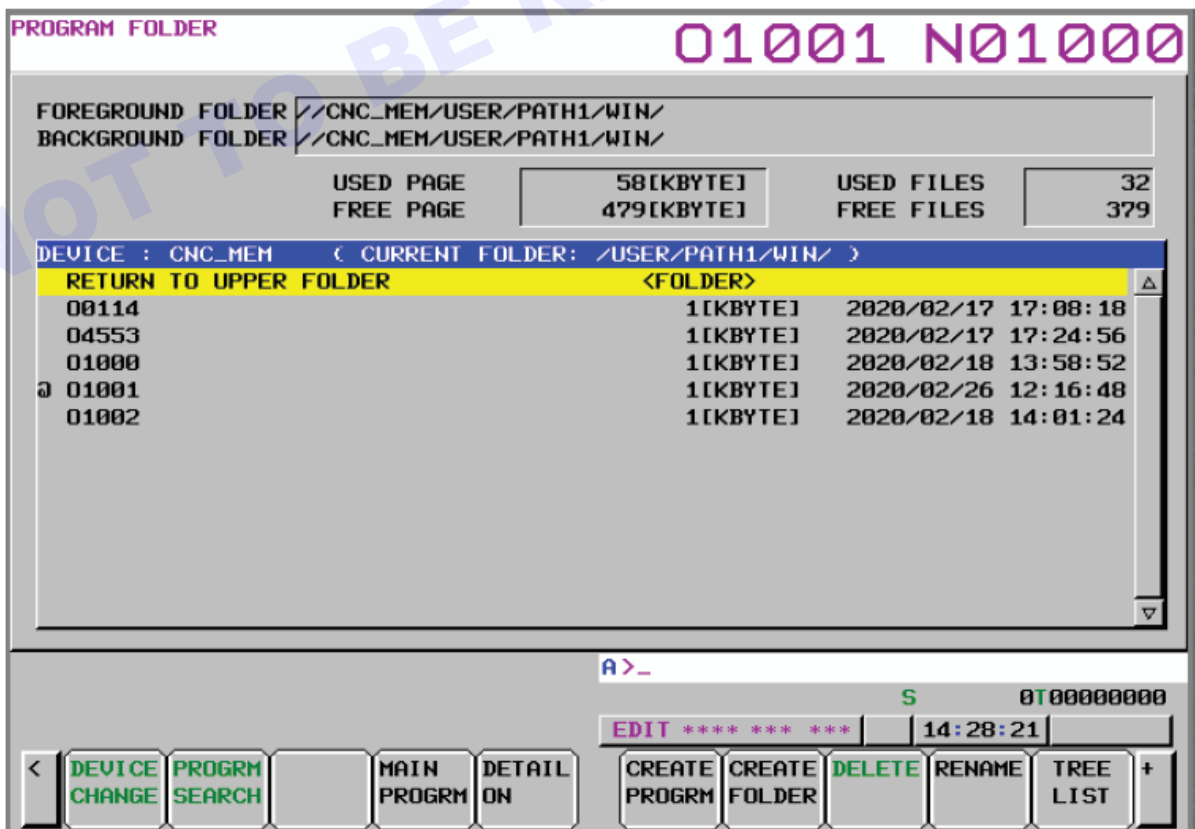 PROGRAM FOLDER
O1001 N01000
FOREGROUND FOLDER //CNC_MEM/USER/PATH1/WIN/
BACKGROUND FOLDER //CNC_MEM/USER/PATH1/WIN/
USED PAGE 58[KBYTE] USED FILES 32
FREE PAGE 479[KBYTE] FREE FILES 379
DEVICE : CNC_MEM ( CURRENT FOLDER: /USER/PATH1/WIN/ )
RETURN TO UPPER FOLDER <FOLDER>
O0114 1[KBYTE] 2020/02/17 17:08:18
O4553 1[KBYTE] 2020/02/17 17:24:56
O1000 1[KBYTE] 2020/02/18 13:58:52
@ O1001 1[KBYTE] 2020/02/26 12:16:48
O1002 1[KBYTE] 2020/02/18 14:01:24
A>_
S 0T00000000
EDIT **** *** *** 14:28:21
< DEVICE CHANGE PROGRM SEARCH MAIN PROGRM DETAIL ON CREATE PROGRM CREATE FOLDER DELETE RENAME TREE LIST +
NOT TO BE